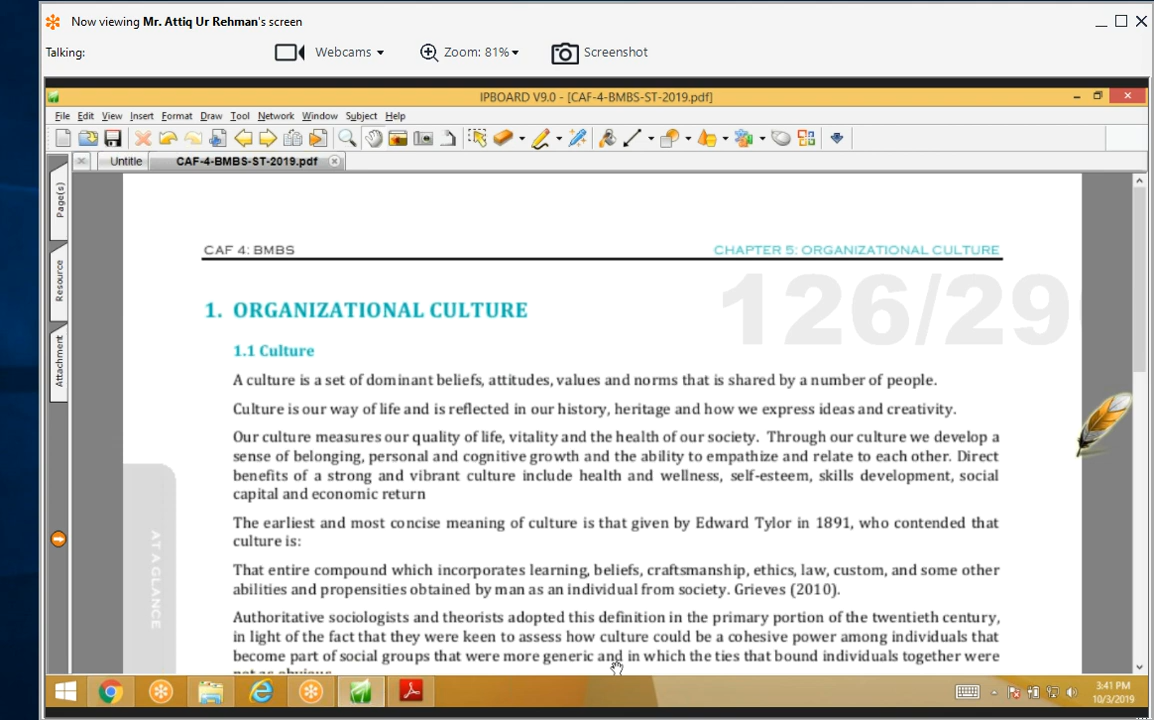 Now viewing Mr. Attiq Ur Rehman's screen
Talking:
Webcams
Zoom: 81%
Screenshot
IPBOARD V9.0 - [CAF-4-BMBS-ST-2019.pdf]
File Edit View Insert Format Draw Tool Network Window Subject Help
Untitle
CAF-4-BMBS-ST-2019.pdf
Page(s)
Resource
Attachment
CAF 4: BMBS
CHAPTER 5: ORGANIZATIONAL CULTURE
126/29
1. ORGANIZATIONAL CULTURE
1.1 Culture
A culture is a set of dominant beliefs, attitudes, values and norms that is shared by a number of people.
Culture is our way of life and is reflected in our history, heritage and how we express ideas and creativity.
Our culture measures our quality of life, vitality and the health of our society. Through our culture we develop a
sense of belonging, personal and cognitive growth and the ability to empathize and relate to each other. Direct
benefits of a strong and vibrant culture include health and wellness, self-esteem, skills development, social
capital and economic return
The earliest and most concise meaning of culture is that given by Edward Tylor in 1891, who contended that
culture is:
That entire compound which incorporates learning, beliefs, craftsmanship, ethics, law, custom, and some other
abilities and propensities obtained by man as an individual from society. Grieves (2010).
Authoritative sociologists and theorists adopted this definition in the primary portion of the twentieth century,
in light of the fact that they were keen to assess how culture could be a cohesive power among individuals that
become part of social groups that were more generic and in which the ties that bound individuals together were
AT A GLANCE
3:41 PM
10/3/2019